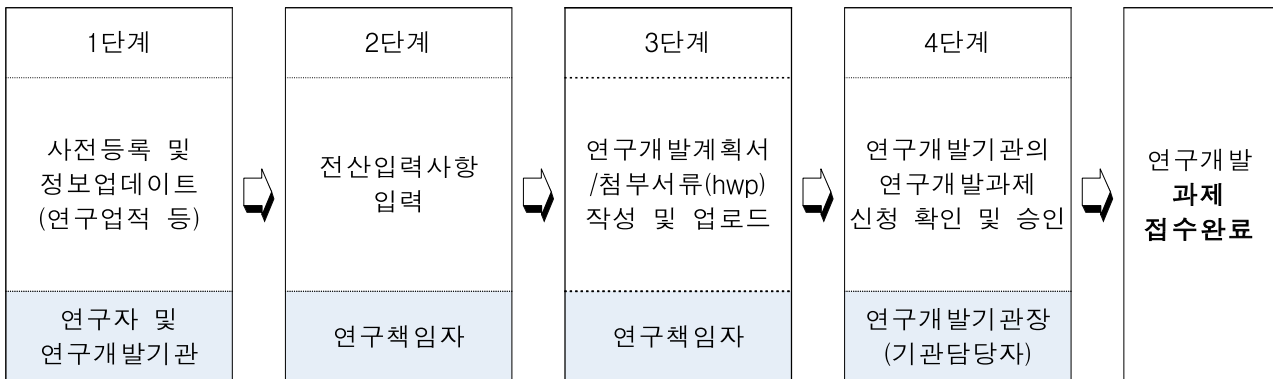 1단계
사전등록 및
정보업데이트
(연구업적 등)
연구자 및
연구개발기관
2단계
전산입력사항
입력
연구책임자
3단계
연구개발계획서
/첨부서류(hwp)
작성 및 업로드
연구책임자
4단계
연구개발기관의
연구개발과제
신청 확인 및 승인
연구개발기관장
(기관담당자)
연구개발
과제
접수완료